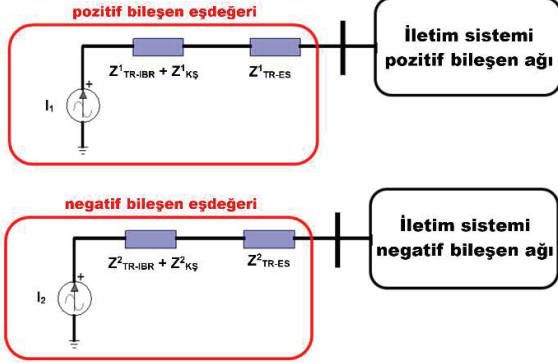 pozitif bileşen eşdeğeri
Z¹TR-IBR + Z¹KŞ
Z¹TR-ES
I₁
+
İletim sistemi
pozitif bileşen ağı
negatif bileşen eşdeğeri
Z²TR-IBR + Z²KŞ
Z²TR-ES
I₂
+
İletim sistemi
negatif bileşen ağı